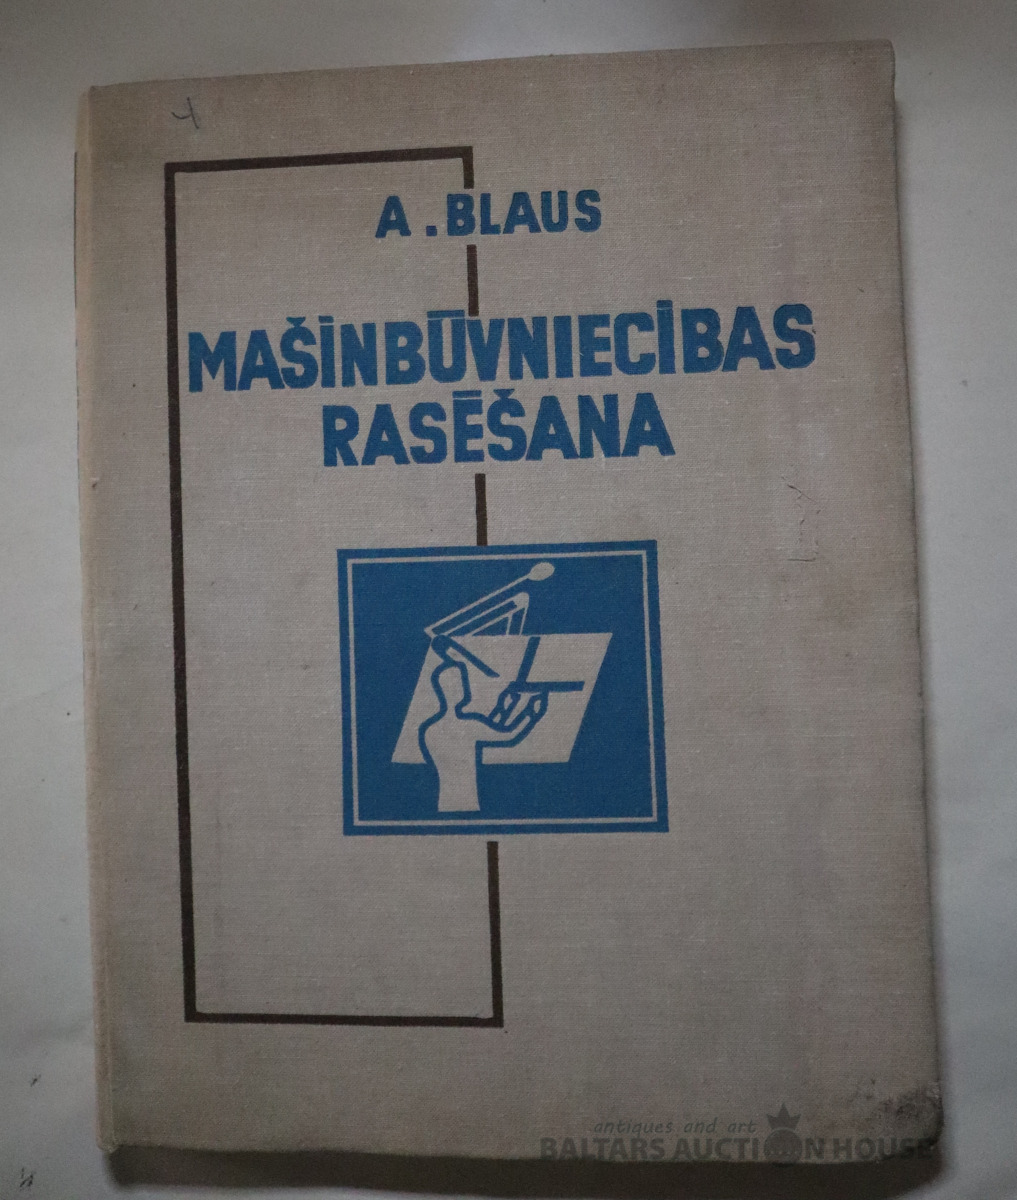 A. BLAUS
MAŠINBŪVNIECĪBAS
RASĒŠANA
antiques and art
BALTARS AUCTION HOUSE